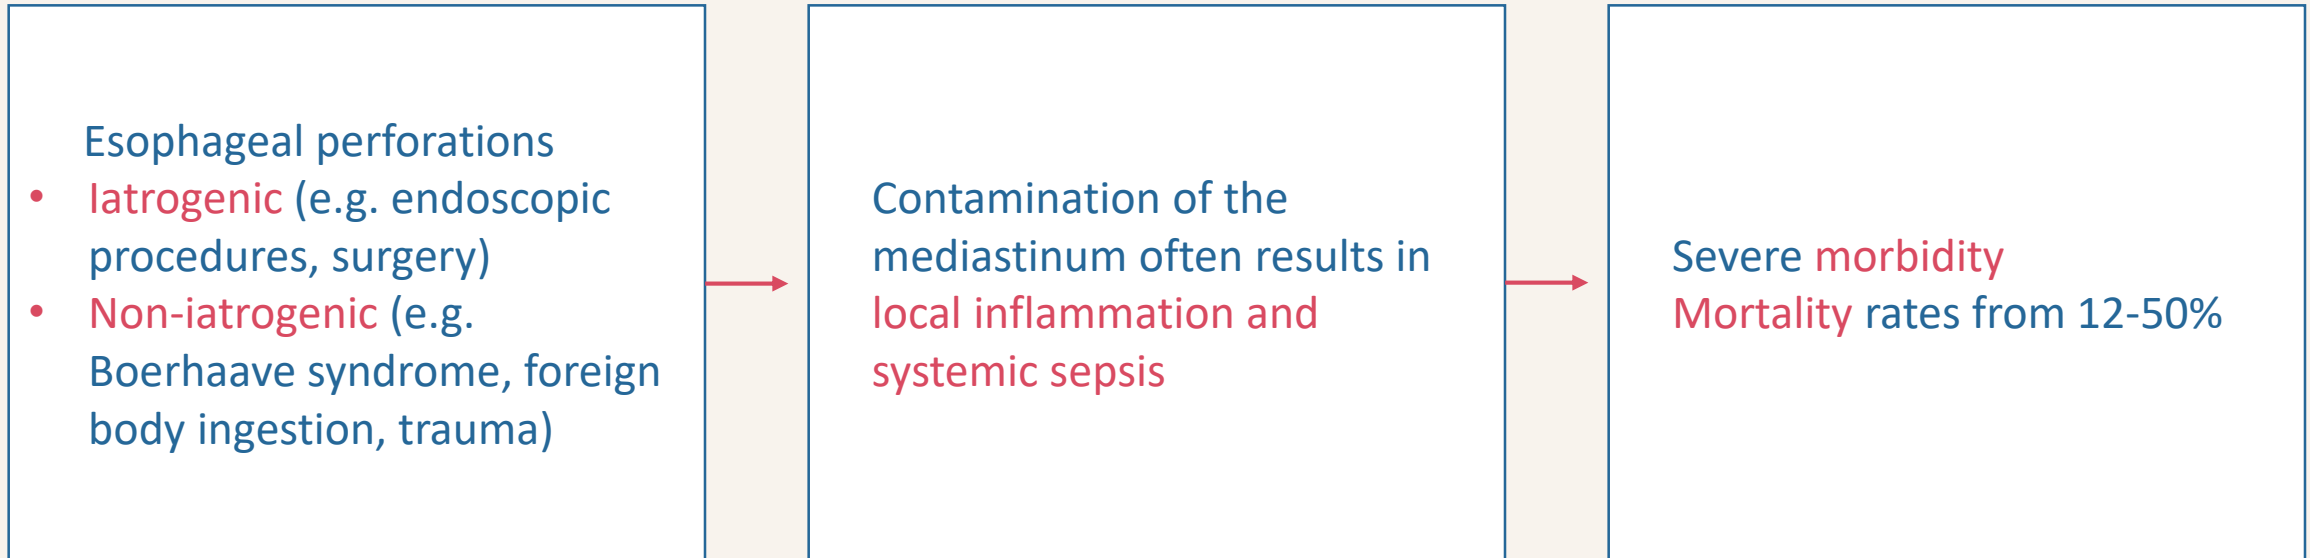 Esophageal perforations
• Iatrogenic (e.g. endoscopic
procedures, surgery)
• Non-iatrogenic (e.g.
Boerhaave syndrome, foreign
body ingestion, trauma)
Contamination of the
mediastinum often results in
local inflammation and
systemic sepsis
Severe morbidity
Mortality rates from 12-50%